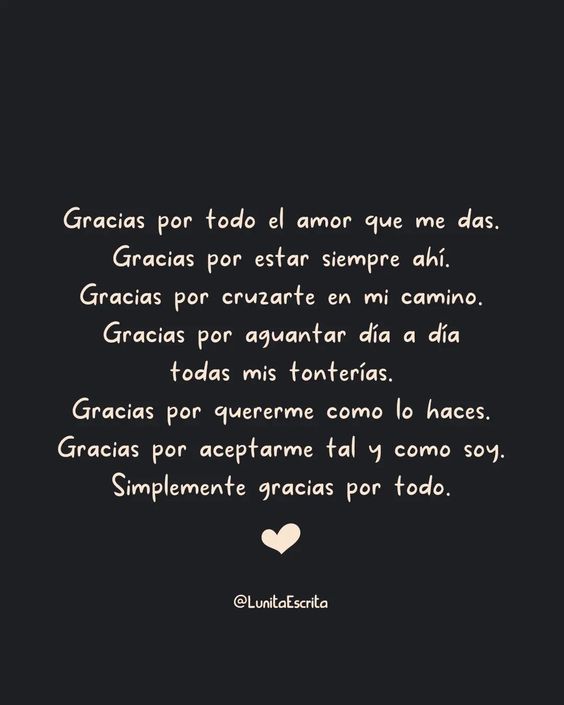 Gracias por todo el amor que me das.
Gracias por estar siempre ahí.
Gracias por cruzarte en mi camino.
Gracias por aguantar día a día
todas mis tonterías.
Gracias por quererme como lo haces.
Gracias por aceptarme tal y como soy.
Simplemente gracias por todo.
@LunitaEscrita